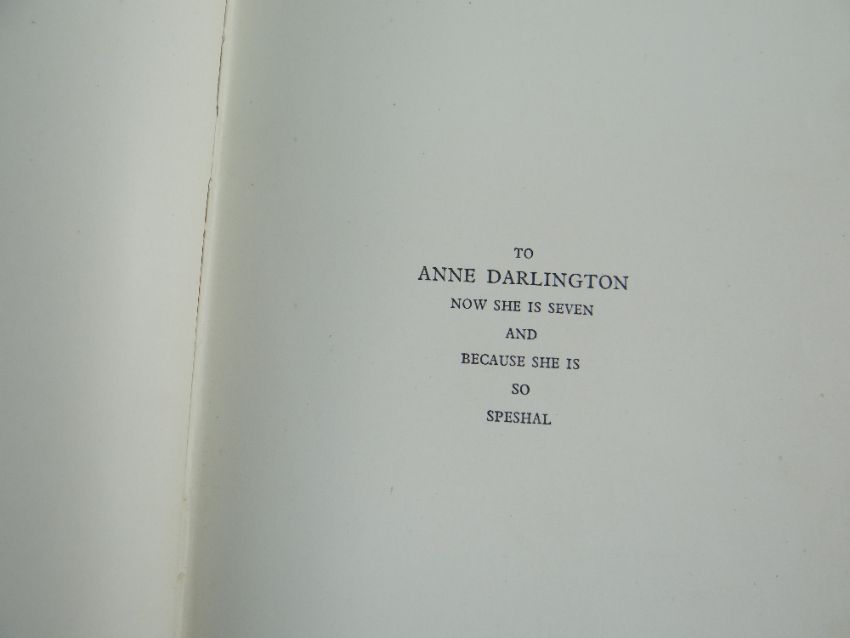 TO
ANNE DARLINGTON
NOW SHE IS SEVEN
AND
BECAUSE SHE IS
SO
SPESHAL